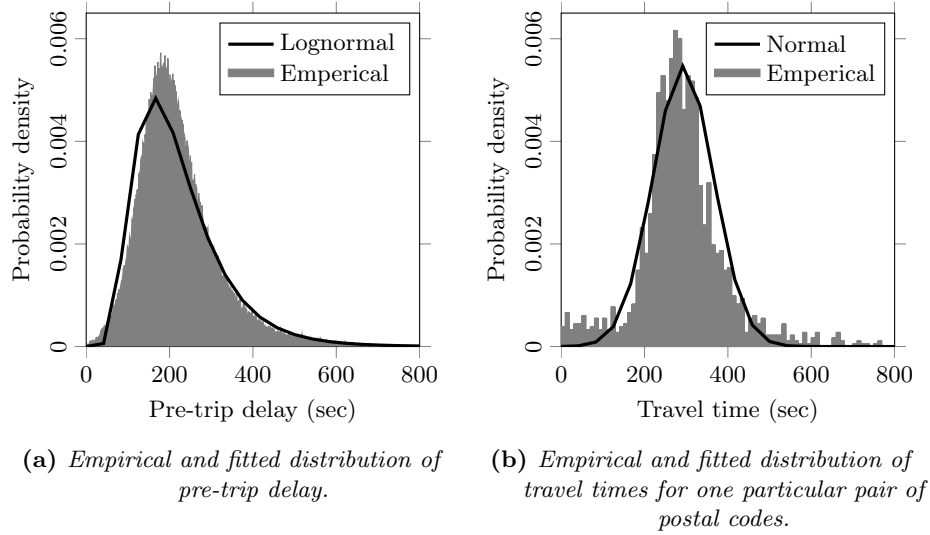 0.006
0.004
0.002
0
Probability density
Lognormal
Emperical
0 200 400 600 800
Pre-trip delay (sec)
(a) Empirical and fitted distribution of
pre-trip delay.
0.006
0.004
0.002
0
Probability density
Normal
Emperical
0 200 400 600 800
Travel time (sec)
(b) Empirical and fitted distribution of
travel times for one particular pair of
postal codes.